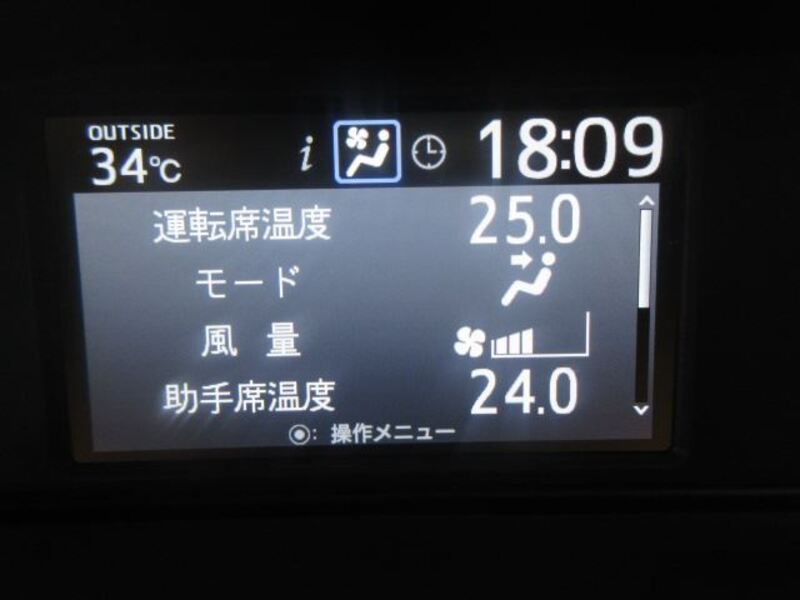 OUTSIDE
34℃ i 18:09
運転席温度 25.0
モード
風 量
助手席温度 24.0
◉: 操作メニュー